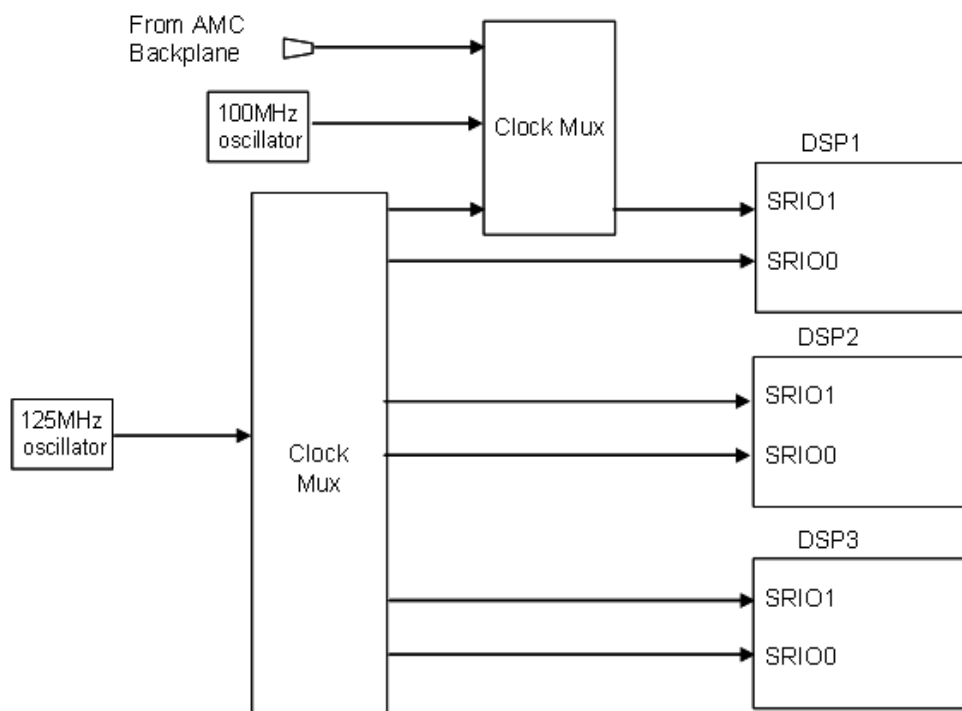 From AMC
Backplane
100MHz
oscillator
Clock Mux
DSP1
SRIO1
SRIO0
DSP2
SRIO1
SRIO0
125MHz
oscillator
Clock
Mux
DSP3
SRIO1
SRIO0